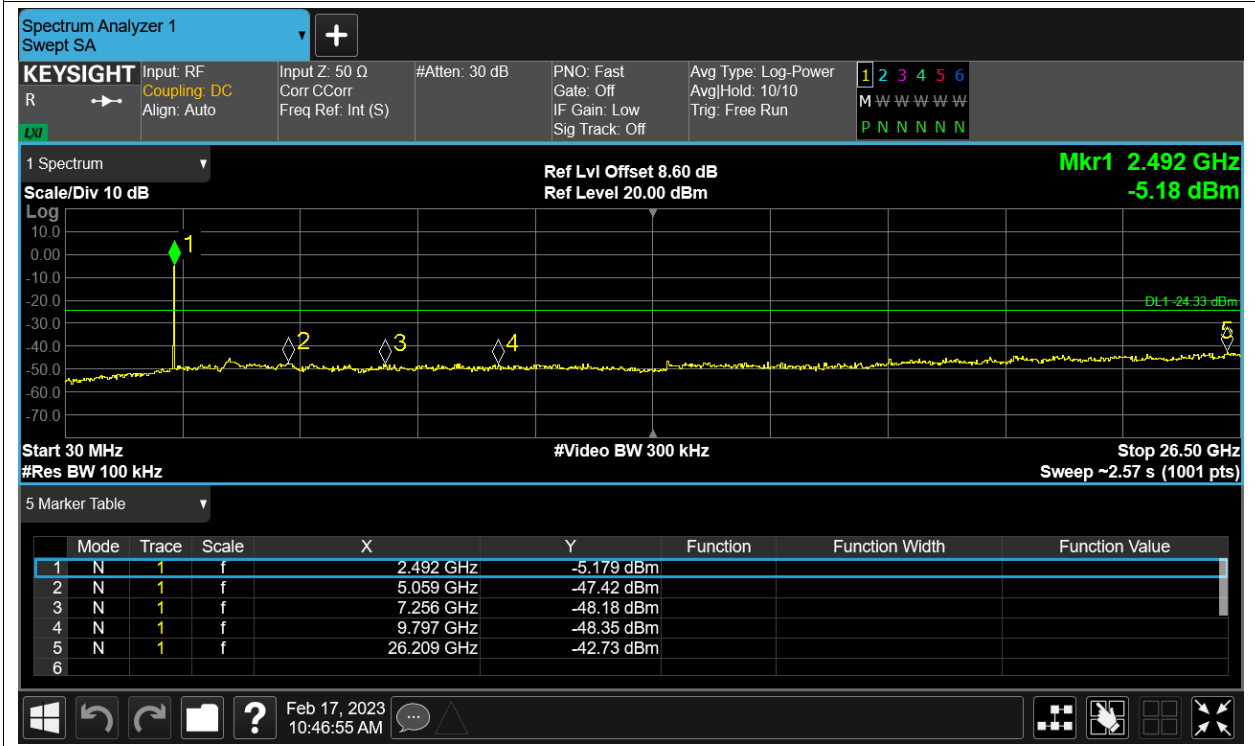 Spectrum Analyzer 1
Swept SA
+
KEYSIGHT
R
LXI
Input: RF
Coupling: DC
Align: Auto
Input Z: 50 Ω
Corr CCorr
Freq Ref: Int (S)
#Atten: 30 dB
PNO: Fast
Gate: Off
IF Gain: Low
Sig Track: Off
Avg Type: Log-Power
Avg|Hold: 10/10
Trig: Free Run
1 2 3 4 5 6
M W W W W W
P N N N N N
1 Spectrum
Scale/Div 10 dB
Ref Lvl Offset 8.60 dB
Ref Level 20.00 dBm
Mkr1 2.492 GHz
-5.18 dBm
Log
10.0
0.00
-10.0
-20.0
-30.0
-40.0
-50.0
-60.0
-70.0
1
2
3
4
5
DL1 -24.33 dBm
Start 30 MHz
#Video BW 300 kHz
Stop 26.50 GHz
#Res BW 100 kHz
Sweep ~2.57 s (1001 pts)
5 Marker Table
Mode Trace Scale X Y Function Function Width Function Value
1 N 1 f 2.492 GHz -5.179 dBm
2 N 1 f 5.059 GHz -47.42 dBm
3 N 1 f 7.256 GHz -48.18 dBm
4 N 1 f 9.797 GHz -48.35 dBm
5 N 1 f 26.209 GHz -42.73 dBm
6
?
Feb 17, 2023
10:46:55 AM